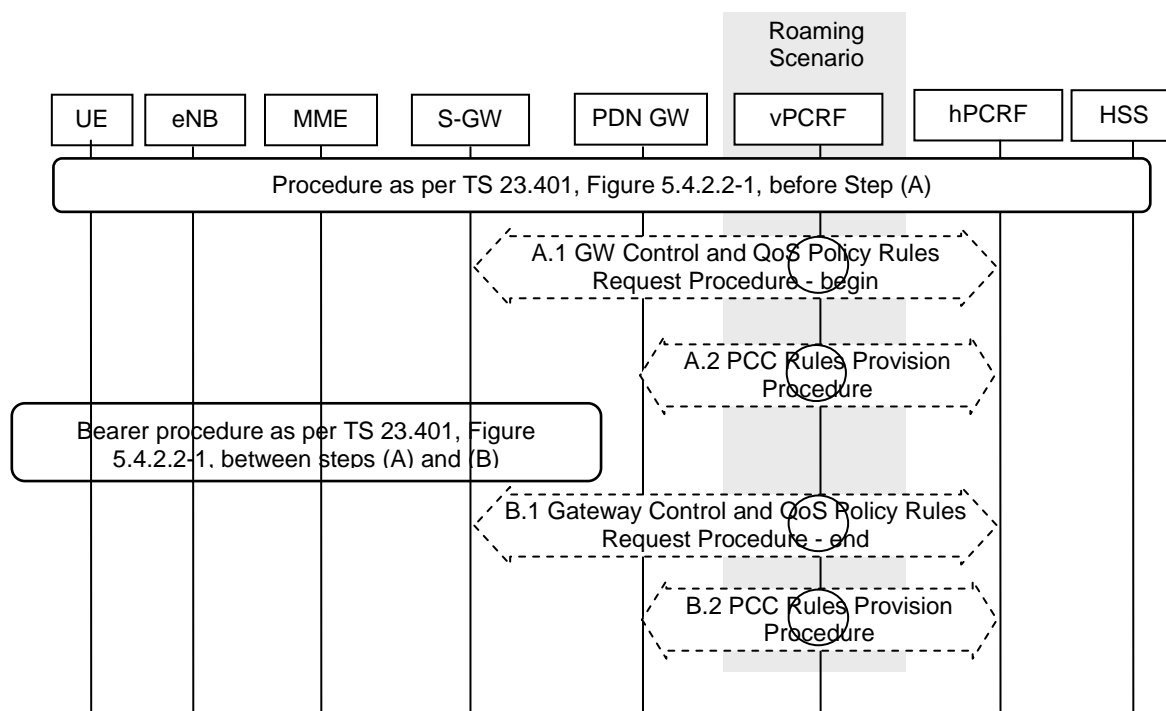 Roaming
Scenario
UE
eNB
MME
S-GW
PDN GW
vPCRF
hPCRF
HSS
Procedure as per TS 23.401, Figure 5.4.2.2-1, before Step (A)
A.1 GW Control and QoS Policy Rules
Request Procedure - begin
A.2 PCC Rules Provision
Procedure
Bearer procedure as per TS 23.401, Figure
5.4.2.2-1, between steps (A) and (B)
B.1 Gateway Control and QoS Policy Rules
Request Procedure - end
B.2 PCC Rules Provision
Procedure